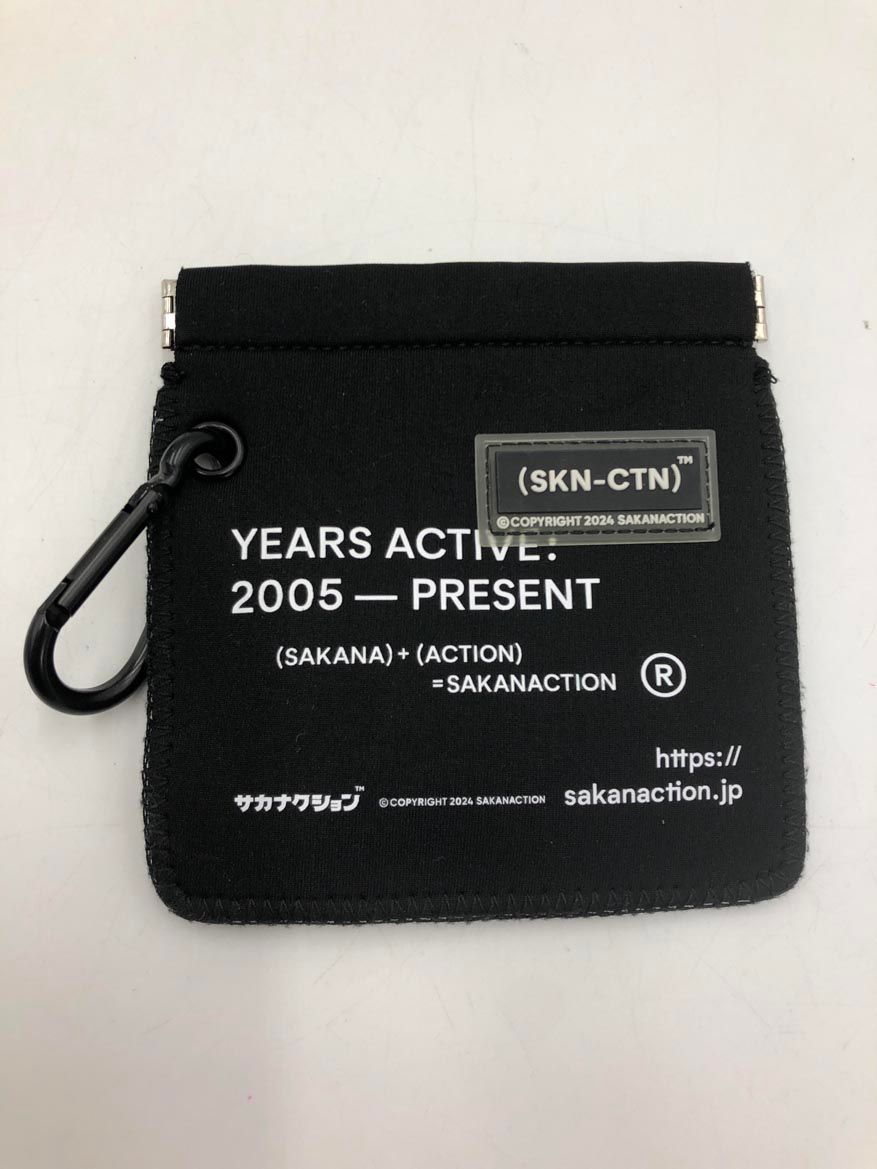 (SKN-CTN)™
©COPYRIGHT 2024 SAKANACTION
YEARS ACTIVE:
2005 — PRESENT
(SAKANA) + (ACTION)
=SAKANACTION ®
https://
sakanaction.jp
サカナクション™ ©COPYRIGHT 2024 SAKANACTION